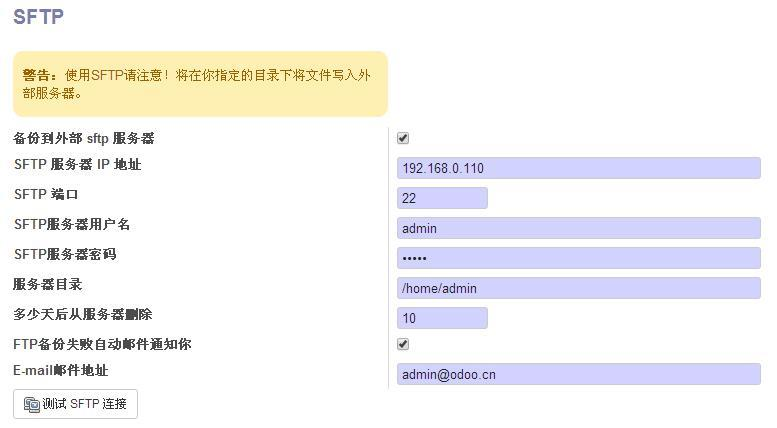 SFTP
警告：使用SFTP请注意！将在你指定的目录下将文件写入外
部服务器。
备份到外部 sftp 服务器
SFTP 服务器 IP 地址 192.168.0.110
SFTP 端口 22
SFTP服务器用户名 admin
SFTP服务器密码 •••••
服务器目录 /home/admin
多少天后从服务器删除 10
FTP备份失败自动邮件通知你
E-mail邮件地址 admin@odoo.cn
测试 SFTP 连接